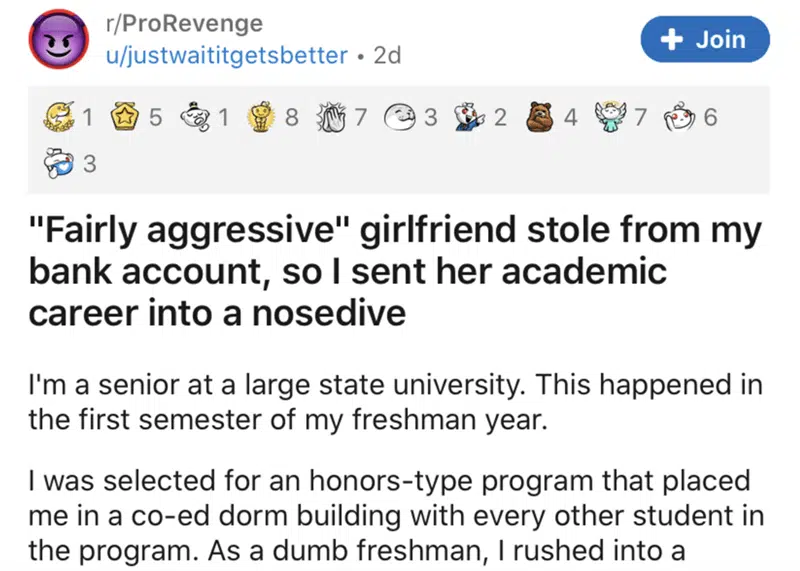 r/ProRevenge
u/justwaititgetsbetter • 2d
+ Join
1 5 1 8 7 3 2 4 7 6
3
"Fairly aggressive" girlfriend stole from my
bank account, so I sent her academic
career into a nosedive
I'm a senior at a large state university. This happened in
the first semester of my freshman year.
I was selected for an honors-type program that placed
me in a co-ed dorm building with every other student in
the program. As a dumb freshman, I rushed into a